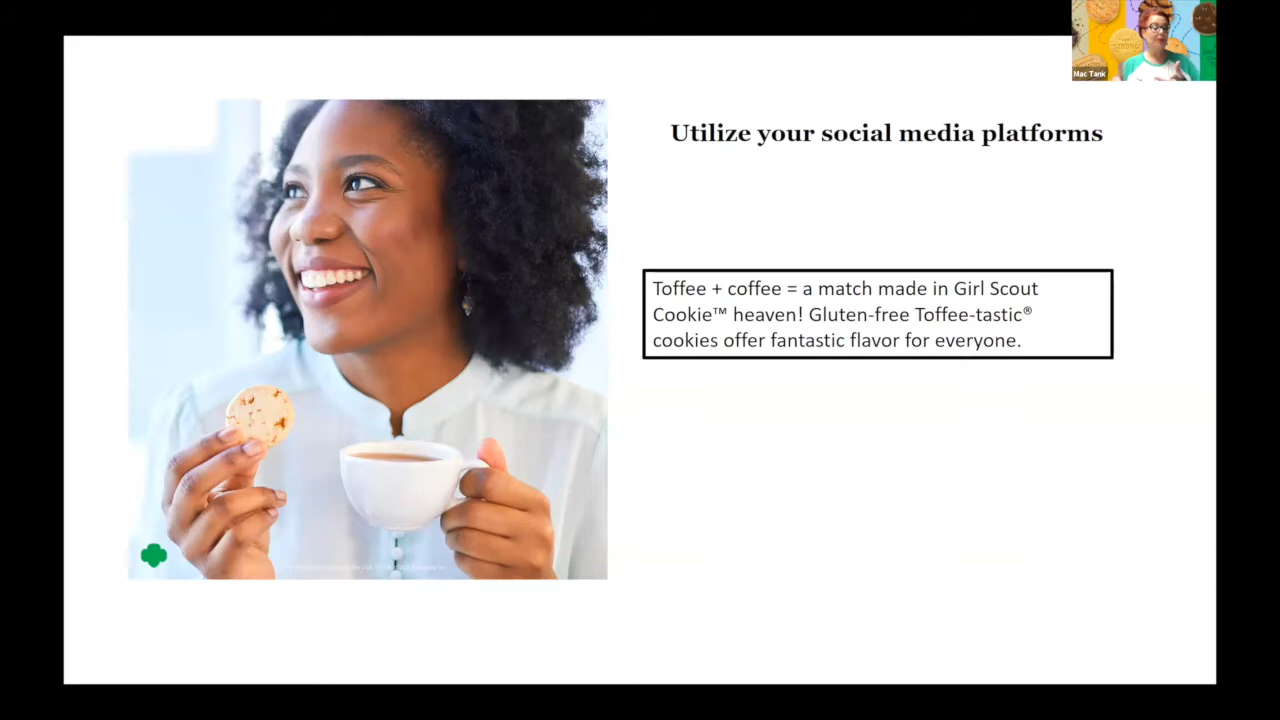 Mac Tank
Utilize your social media platforms
Toffee + coffee = a match made in Girl Scout
Cookie™ heaven! Gluten-free Toffee-tastic®
cookies offer fantastic flavor for everyone.